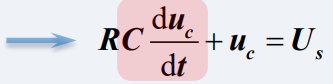 RC du_c/dt + u_c = U_s